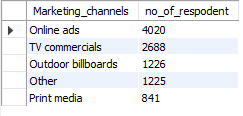 Marketing_channels no_of_respodent
Online ads 4020
TV commercials 2688
Outdoor billboards 1226
Other 1225
Print media 841